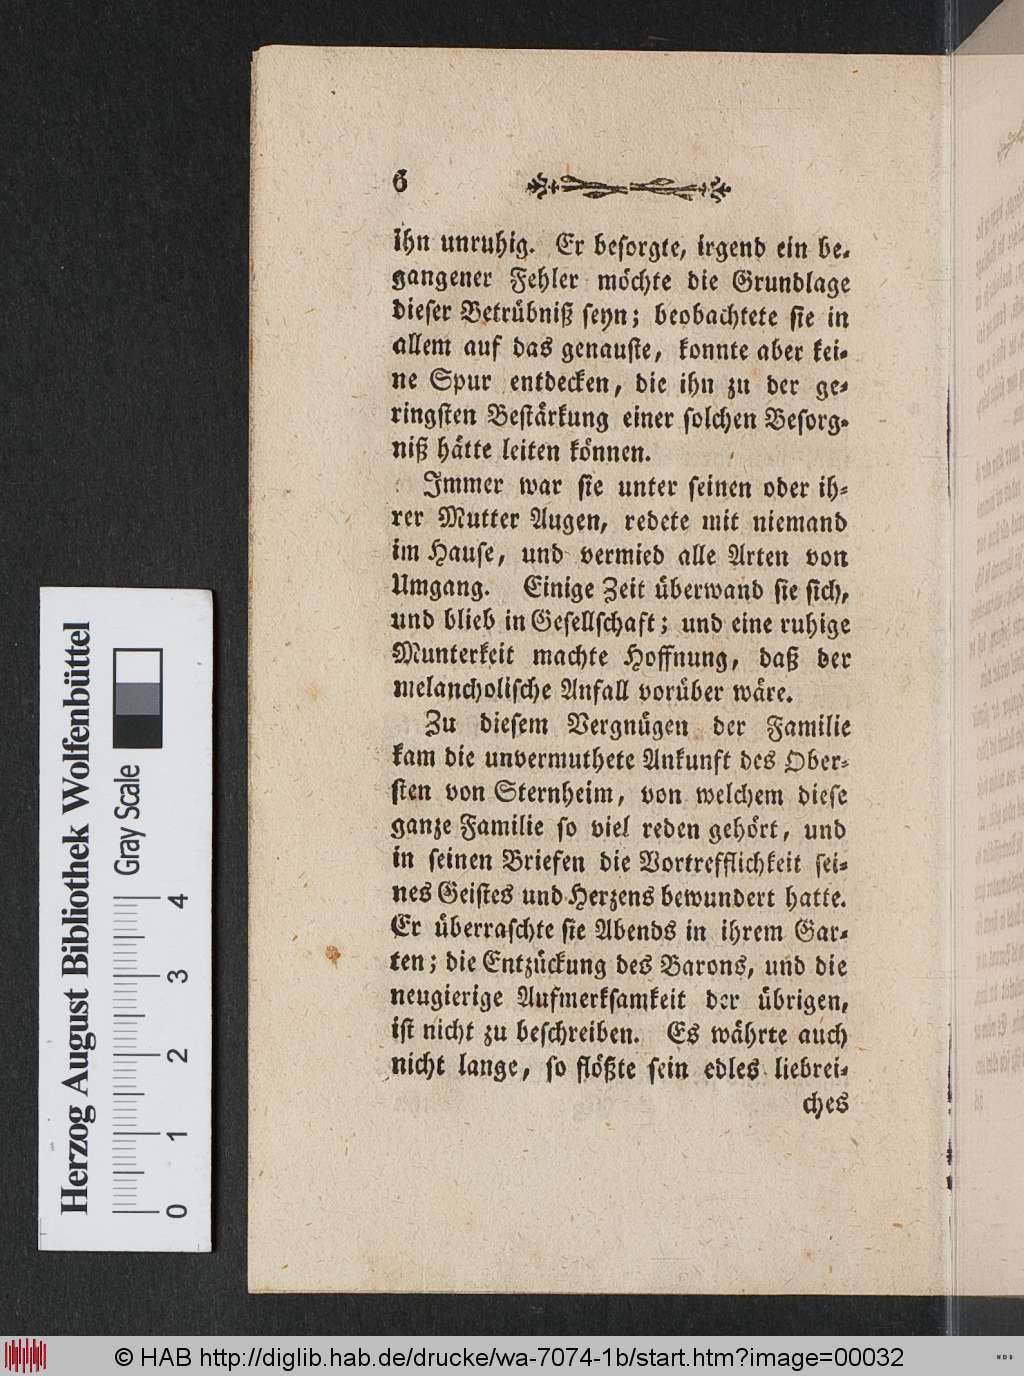 6
ihn unruhig. Er beſorgte, irgend ein be-
gangener Fehler möchte die Grundlage
dieſer Betrübniß ſeyn; beobachtete ſie in
allem auf das genauſte, konnte aber kei-
ne Spur entdecken, die ihn zu der ge-
ringſten Beſtärkung einer ſolchen Beſorg-
niß hätte leiten können.
Immer war ſie unter ſeinen oder ih-
rer Mutter Augen, redete mit niemand
im Hauſe, und vermied alle Arten von
Umgang. Einige Zeit überwand ſie ſich,
und blieb in Geſellſchaft; und eine ruhige
Munterkeit machte Hoffnung, daß der
melancholiſche Anfall vorüber wäre.
Zu dieſem Vergnügen der Familie
kam die unvermuthete Ankunft des Ober-
ſten von Sternheim, von welchem dieſe
ganze Familie ſo viel reden gehört, und
in ſeinen Briefen die Vortrefflichkeit ſei-
nes Geiſtes und Herzens bewundert hatte.
Er überraſchte ſie Abends in ihrem Gar-
ten; die Entzückung des Barons, und die
neugierige Aufmerkſamkeit der übrigen,
iſt nicht zu beſchreiben. Es währte auch
nicht lange, ſo flößte ſein edles liebrei-
ches
Herzog August Bibliothek Wolfenbüttel
Gray Scale
0 1 2 3 4
© HAB http://diglib.hab.de/drucke/wa-7074-1b/start.htm?image=00032